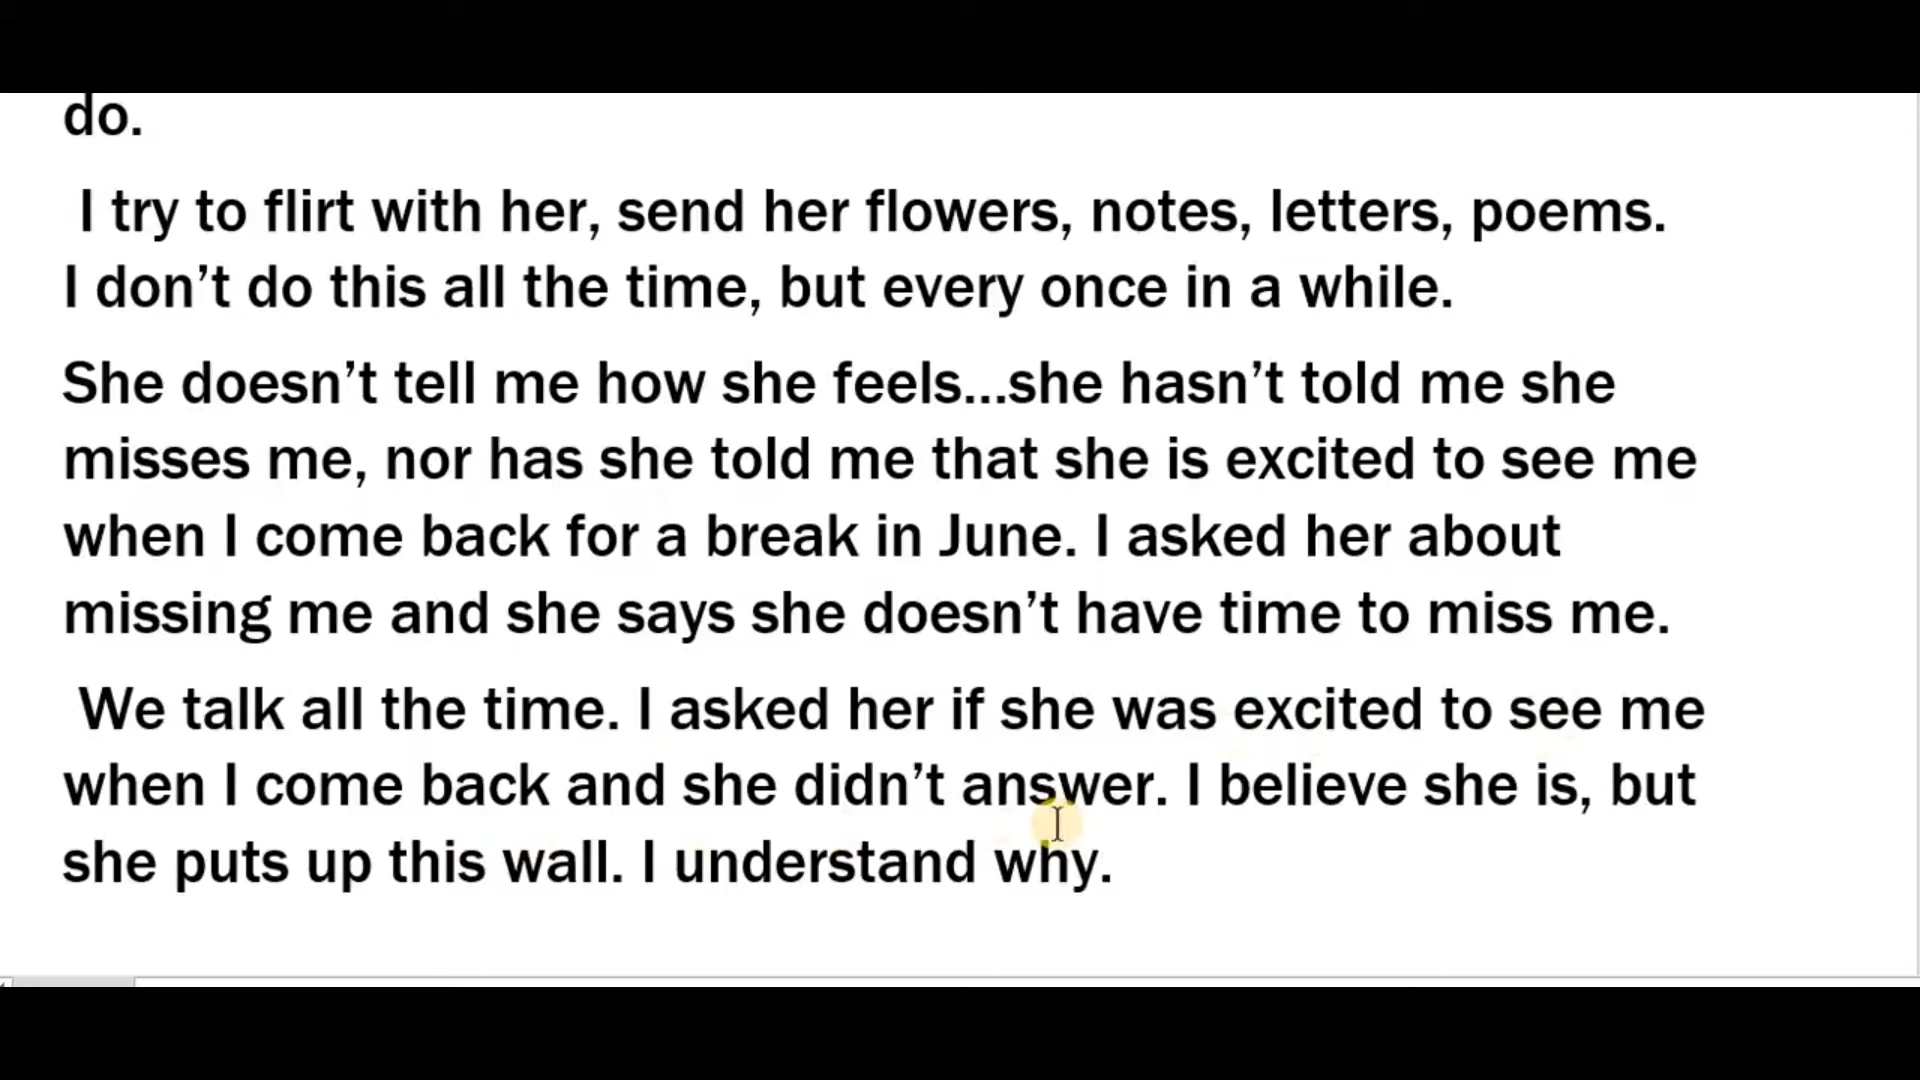 do.
I try to flirt with her, send her flowers, notes, letters, poems.
I don’t do this all the time, but every once in a while.
She doesn’t tell me how she feels...she hasn’t told me she
misses me, nor has she told me that she is excited to see me
when I come back for a break in June. I asked her about
missing me and she says she doesn’t have time to miss me.
We talk all the time. I asked her if she was excited to see me
when I come back and she didn’t answer. I believe she is, but
she puts up this wall. I understand why.